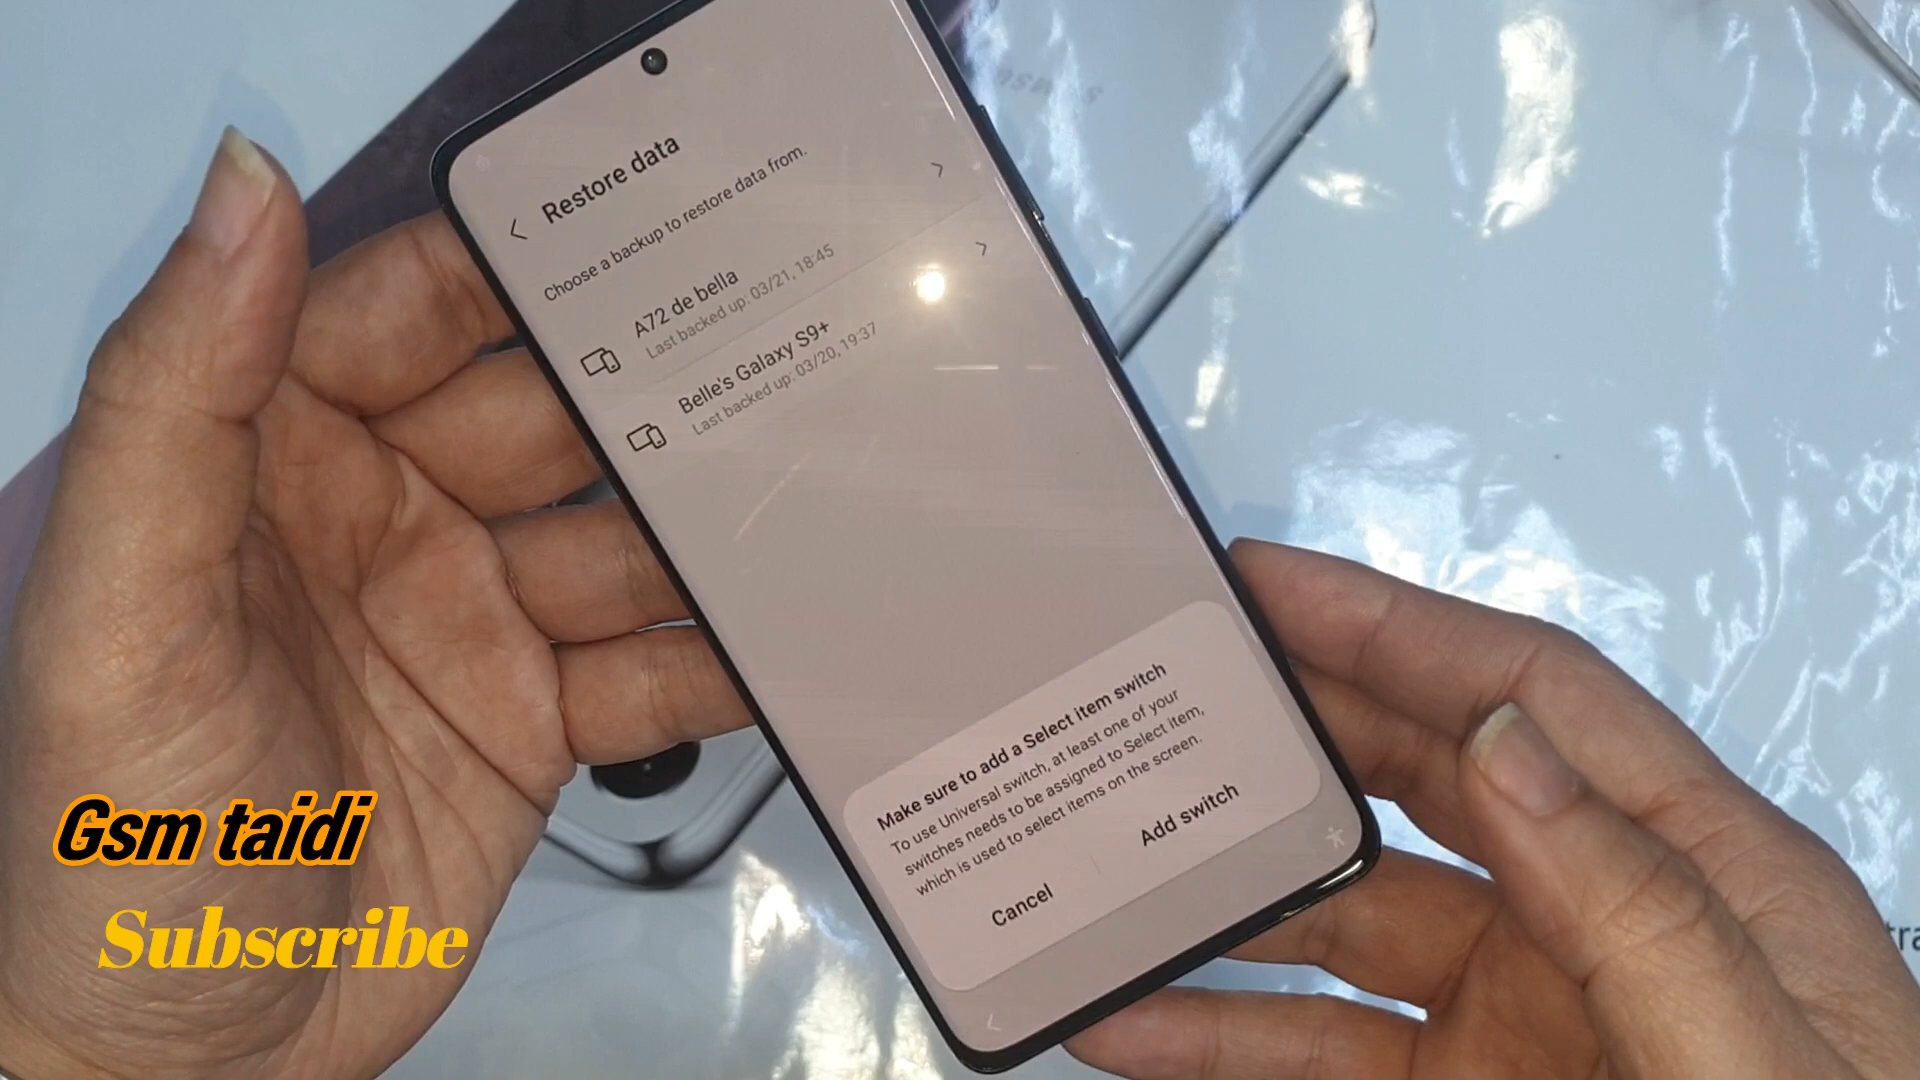 Restore data
Choose a backup to restore data from.
A72 de bella
Last backed up: 03/21, 18:45
Belle's Galaxy S9+
Last backed up: 03/20, 19:37
Make sure to add a Select item switch
To use Universal switch, at least one of your
switches needs to be assigned to Select item,
which is used to select items on the screen.
Cancel
Add switch
Gsm taidi
Subscribe